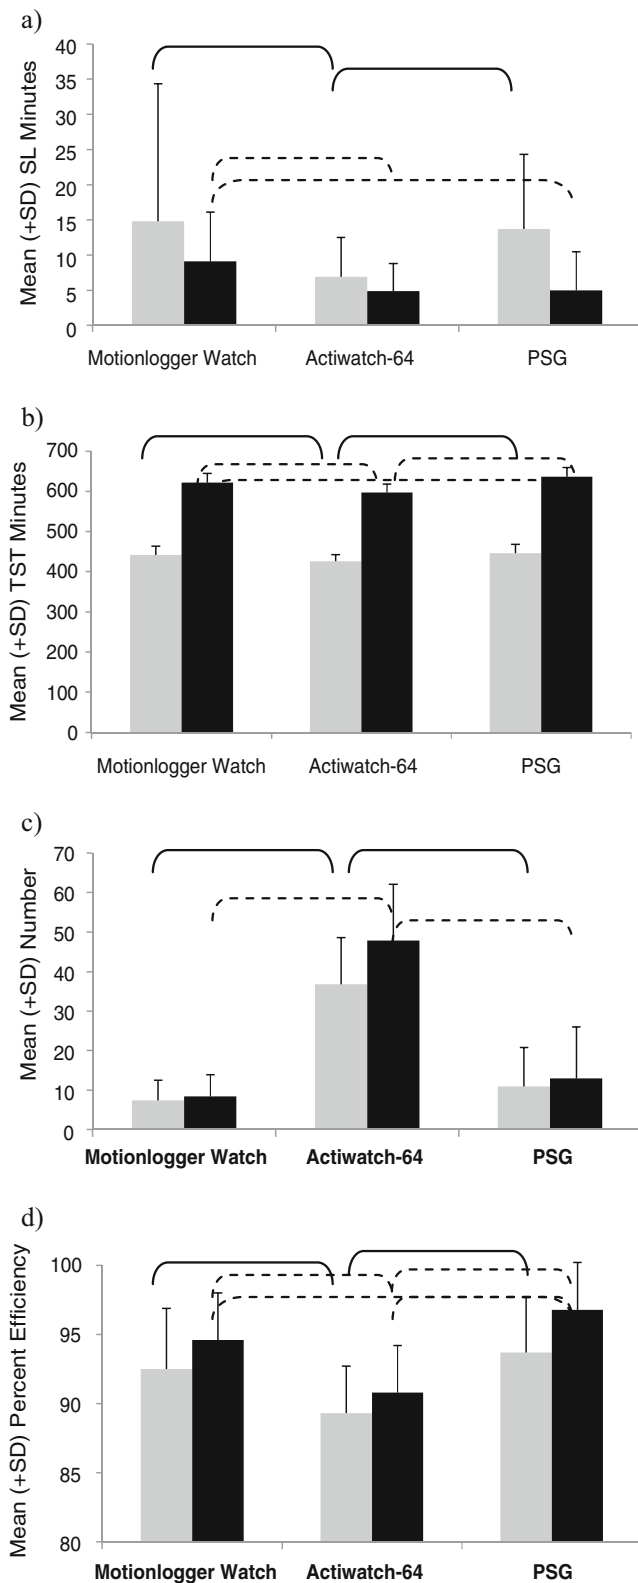 a)
Mean (+SD) SL Minutes
40
35
30
25
20
15
10
5
0
Motionlogger Watch Actiwatch-64 PSG
b)
Mean (+SD) TST Minutes
700
600
500
400
300
200
100
0
Motionlogger Watch Actiwatch-64 PSG
c)
Mean (+SD) Number
70
60
50
40
30
20
10
0
Motionlogger Watch Actiwatch-64 PSG
d)
Mean (+SD) Percent Efficiency
100
95
90
85
80
Motionlogger Watch Actiwatch-64 PSG